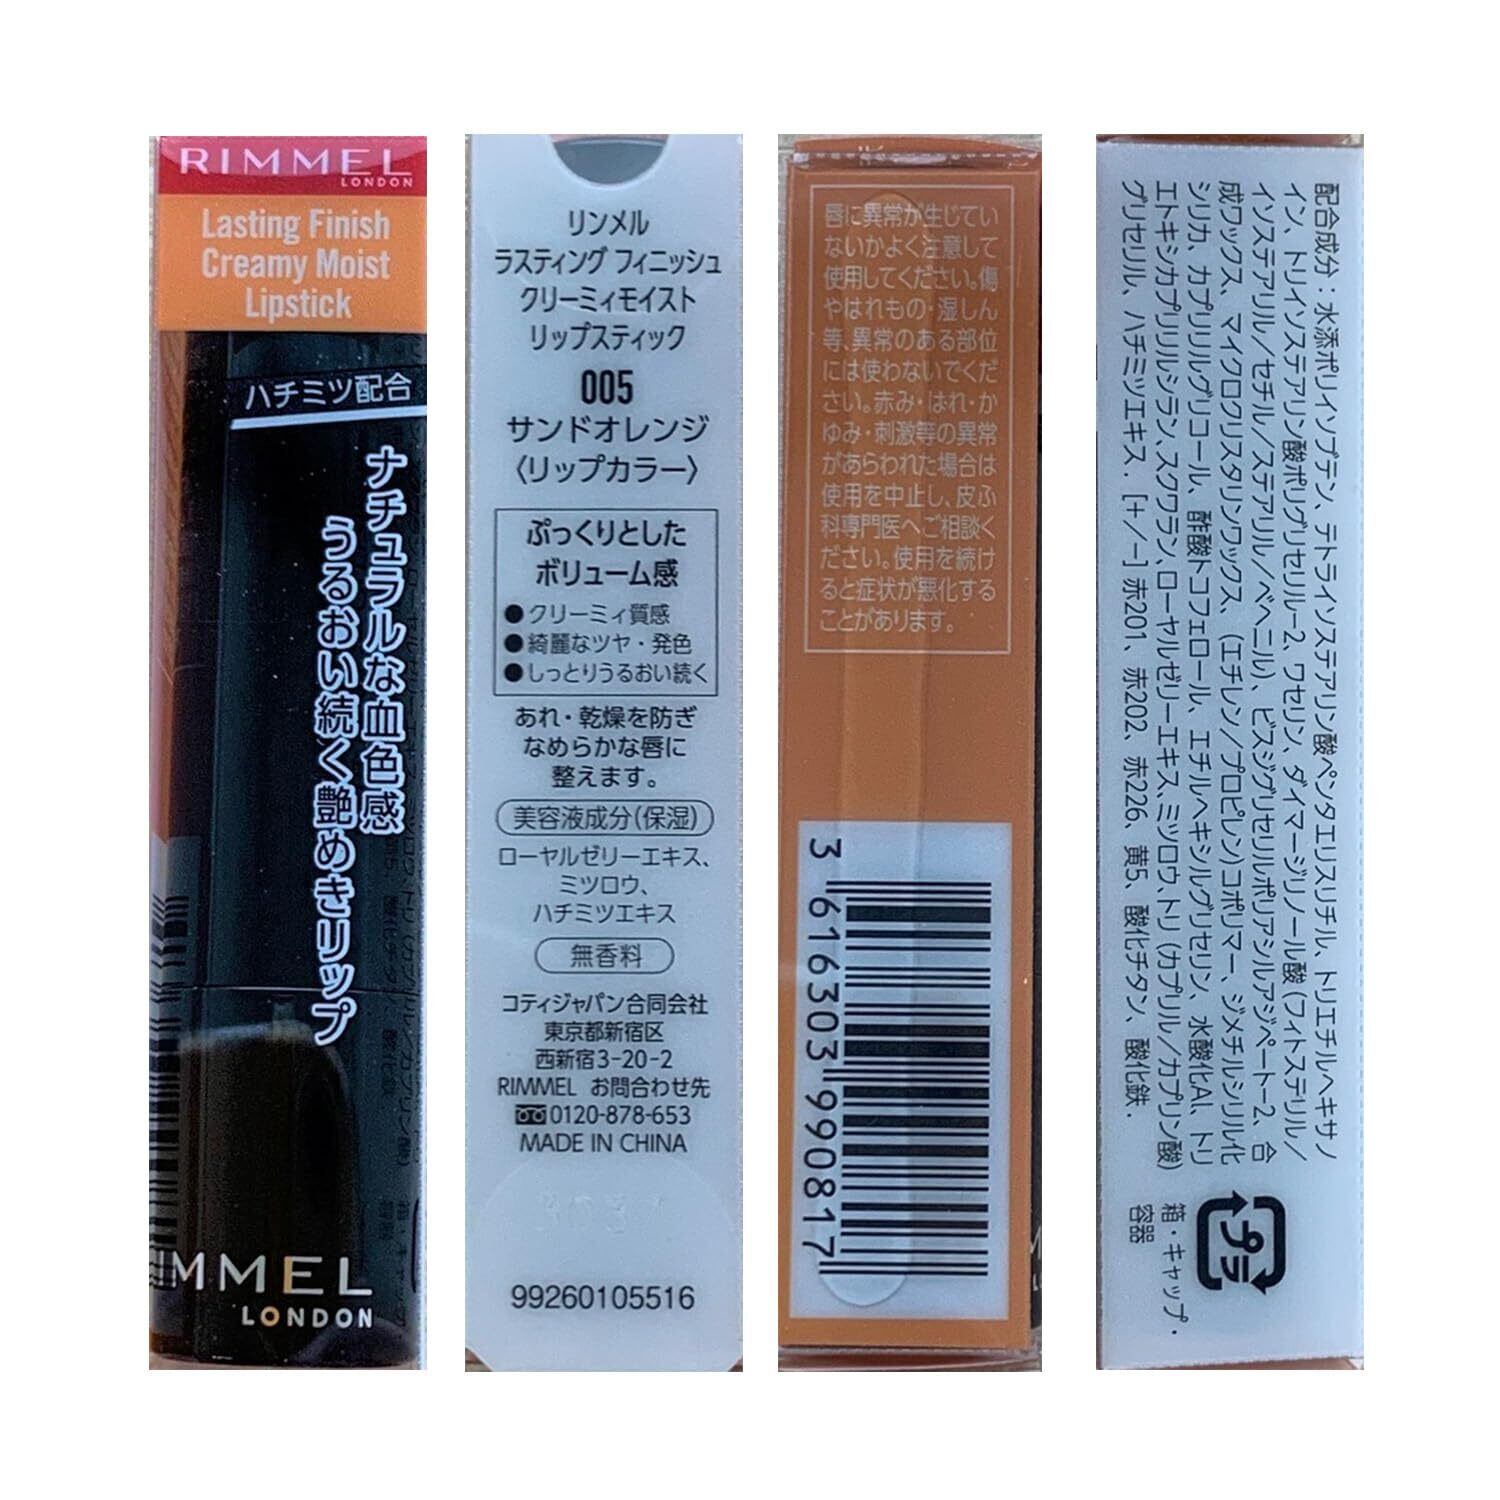 RIMMEL
LONDON
Lasting Finish
Creamy Moist
Lipstick
ハチミツ配合
ナチュラルな血色感
うるおい続く艶めきリップ
MMEL
LONDON
リンメル
ラスティング フィニッシュ
クリーミィモイスト
リップスティック
005
サンドオレンジ
〈リップカラー〉
ぷっくりとした
ボリューム感
●クリーミィ質感
●綺麗なツヤ・発色
●しっとりうるおい続く
あれ・乾燥を防ぎ
なめらかな唇に
整えます。
美容液成分(保湿)
ローヤルゼリーエキス、
ミツロウ、
ハチミツエキス
無香料
コティジャパン合同会社
東京都新宿区
西新宿3-20-2
RIMMEL お問合わせ先
0120-878-653
MADE IN CHINA
99260105516
唇に異常が生じてい
ないかよく注意して
使用してください。傷
やはれもの・湿しん
等、異常のある部位
には使わないでくだ
さい。赤み・はれ・か
ゆみ・刺激等の異常
があらわれた場合は
使用を中止し、皮ふ
科専門医へご相談く
ださい。使用を続け
ると症状が悪化する
ことがあります。
3 616303 990817
配合成分：水添ポリイソブテン、テトライソステアリン酸ペンタエリスリチル、トリエチルヘキサノ
イン、トリイソステアリン酸ポリグリセリル-2、ワセリン、ダイマージリノール酸(フィトステリル/
イソステアリル/セチル/ステアリル/ベヘニル)、ビスジグリセリルポリアシルアジペート-2、合
成ワックス、マイクロクリスタリンワックス、(エチレン/プロピレン)コポリマー、ジメチルシリル化
シリカ、カプリリルグリコール、酢酸トコフェロール、エチルヘキシルグリセリン、水酸化Al、トリ
エトキシカプリリルシラン、スクワラン、ローヤルゼリーエキス、ミツロウ、トリ(カプリル/カプリン酸)
グリセリル、ハチミツエキス．[+/-]赤201、赤202、赤226、黄5、酸化チタン、酸化鉄．
プラ
箱・キャップ・
容器